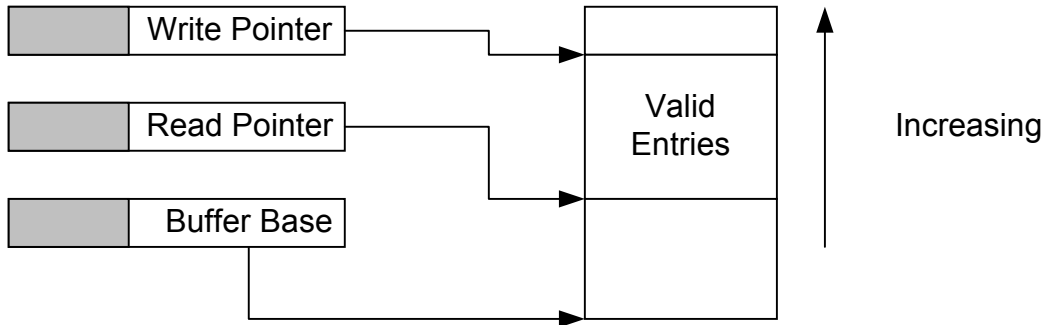 Write Pointer
Read Pointer
Buffer Base
Valid
Entries
Increasing